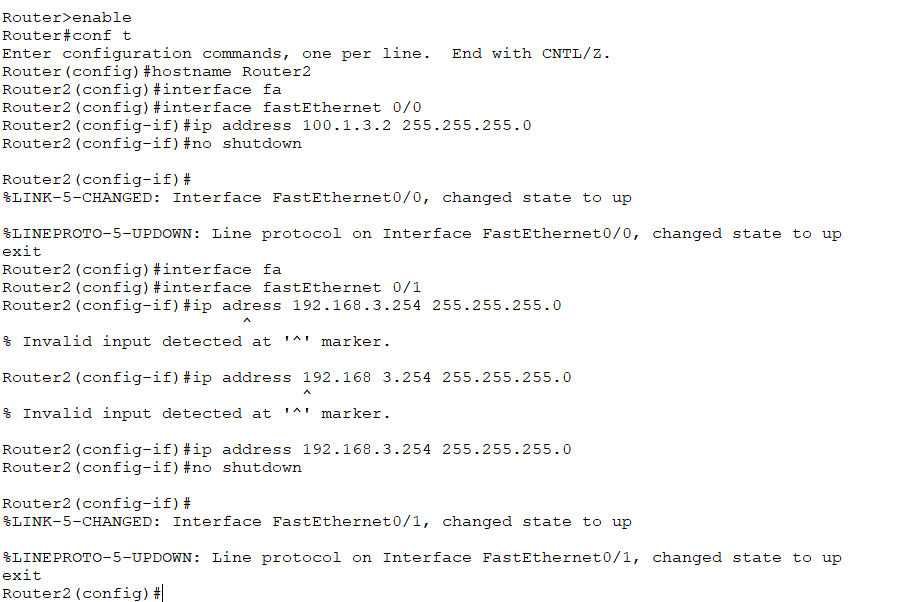 Router>enable
Router#conf t
Enter configuration commands, one per line.  End with CNTL/Z.
Router(config)#hostname Router2
Router2(config)#interface fa
Router2(config)#interface fastEthernet 0/0
Router2(config-if)#ip address 100.1.3.2 255.255.255.0
Router2(config-if)#no shutdown

Router2(config-if)#
%LINK-5-CHANGED: Interface FastEthernet0/0, changed state to up

%LINEPROTO-5-UPDOWN: Line protocol on Interface FastEthernet0/0, changed state to up
exit
Router2(config)#interface fa
Router2(config)#interface fastEthernet 0/1
Router2(config-if)#ip adress 192.168.3.254 255.255.255.0
^
% Invalid input detected at '^' marker.

Router2(config-if)#ip address 192.168 3.254 255.255.255.0
^
% Invalid input detected at '^' marker.

Router2(config-if)#ip address 192.168.3.254 255.255.255.0
Router2(config-if)#no shutdown

Router2(config-if)#
%LINK-5-CHANGED: Interface FastEthernet0/1, changed state to up

%LINEPROTO-5-UPDOWN: Line protocol on Interface FastEthernet0/1, changed state to up
exit
Router2(config)#